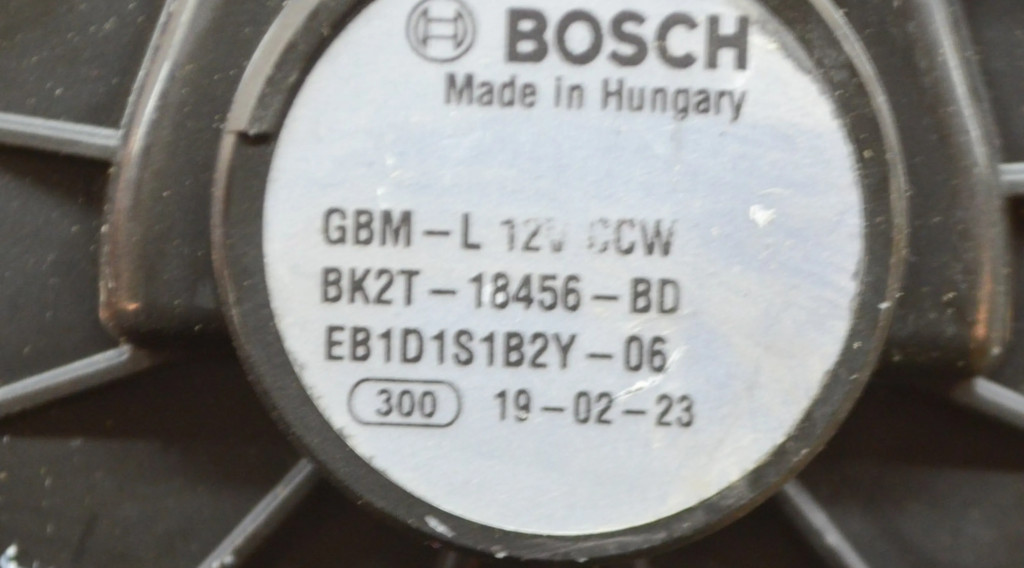 BOSCH
Made in Hungary
GBM-L 12V CCW
BK2T-18456-BD
EB1D1S1B2Y-06
300 19-02-23